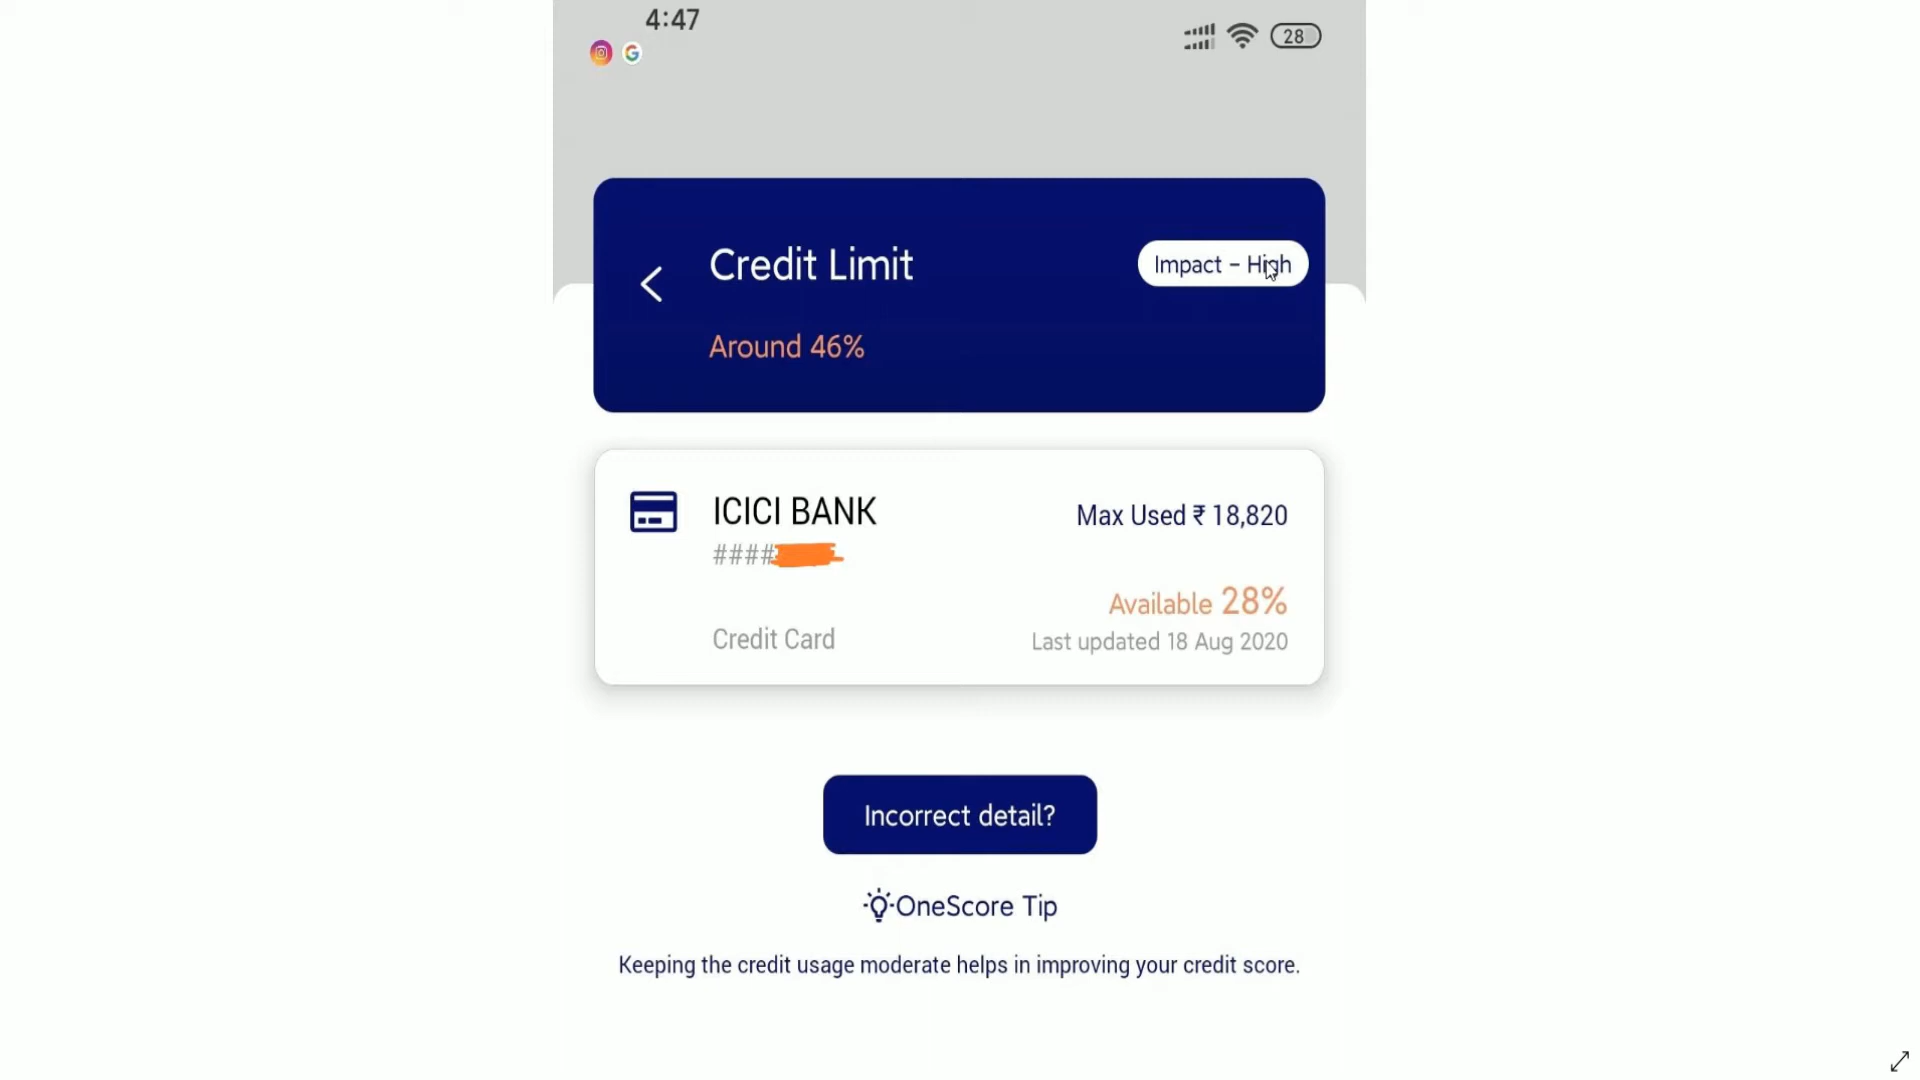 4:47
28
Credit Limit
Impact - High
Around 46%
ICICI BANK
Max Used ₹ 18,820
####
Available 28%
Credit Card
Last updated 18 Aug 2020
Incorrect detail?
OneScore Tip
Keeping the credit usage moderate helps in improving your credit score.